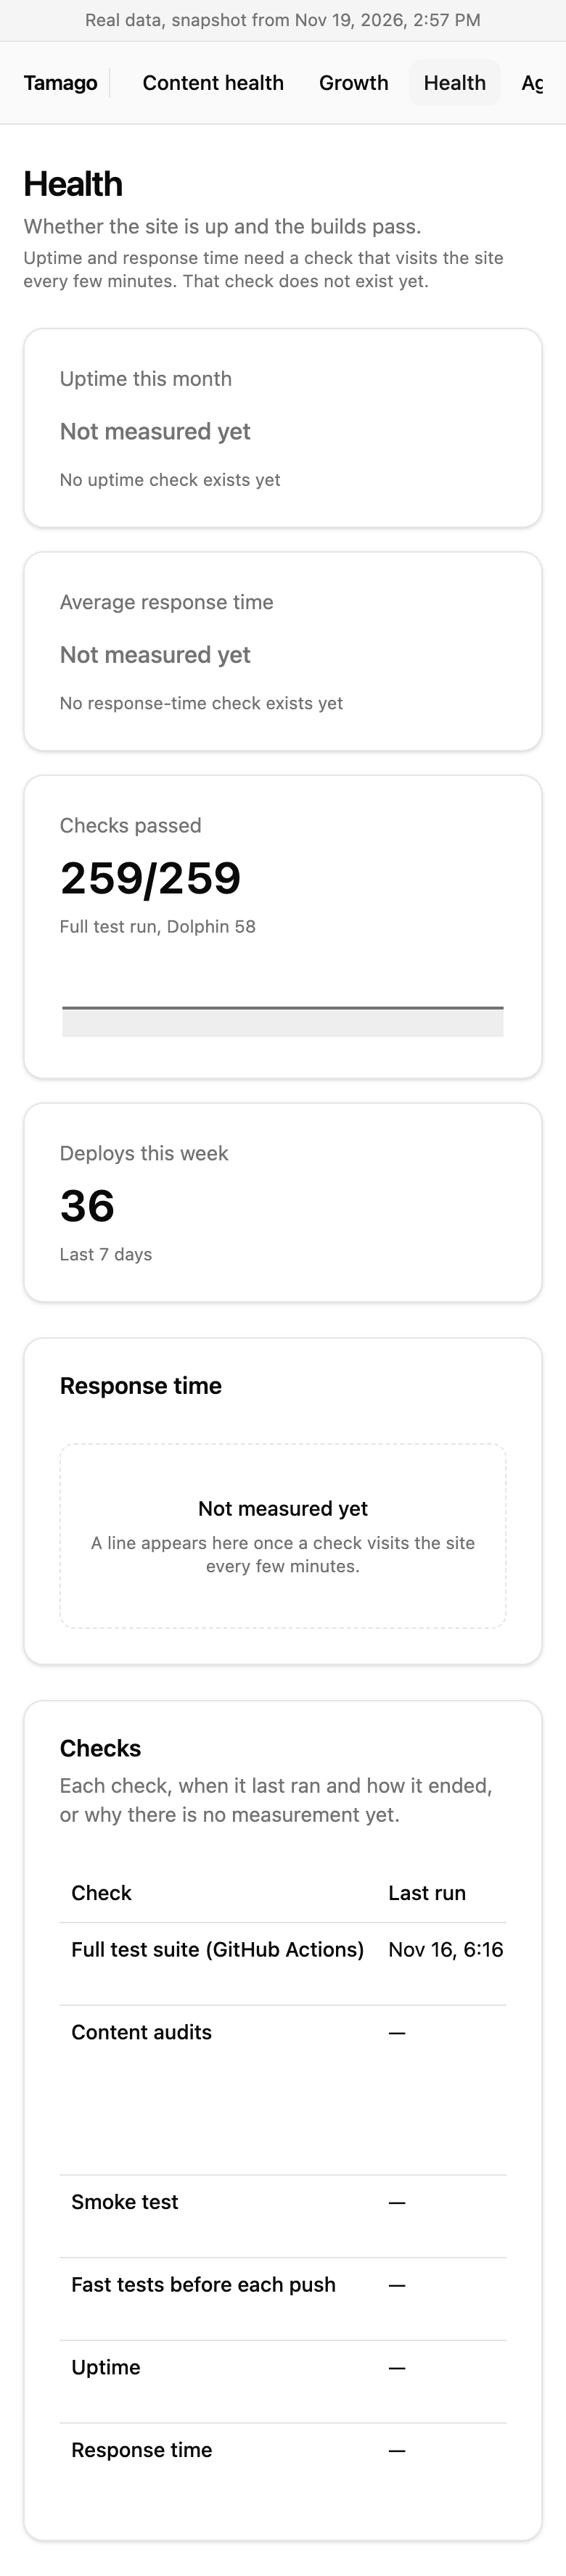 Real data, snapshot from Nov 19, 2026, 2:57 PM
Tamago
Content health
Growth
Health
Ag
Health
Whether the site is up and the builds pass.
Uptime and response time need a check that visits the site
every few minutes. That check does not exist yet.
Uptime this month
Not measured yet
No uptime check exists yet
Average response time
Not measured yet
No response-time check exists yet
Checks passed
259/259
Full test run, Dolphin 58
Deploys this week
36
Last 7 days
Response time
Not measured yet
A line appears here once a check visits the site
every few minutes.
Checks
Each check, when it last ran and how it ended,
or why there is no measurement yet.
Check Last run
Full test suite (GitHub Actions) Nov 16, 6:16
Content audits —
Smoke test —
Fast tests before each push —
Uptime —
Response time —